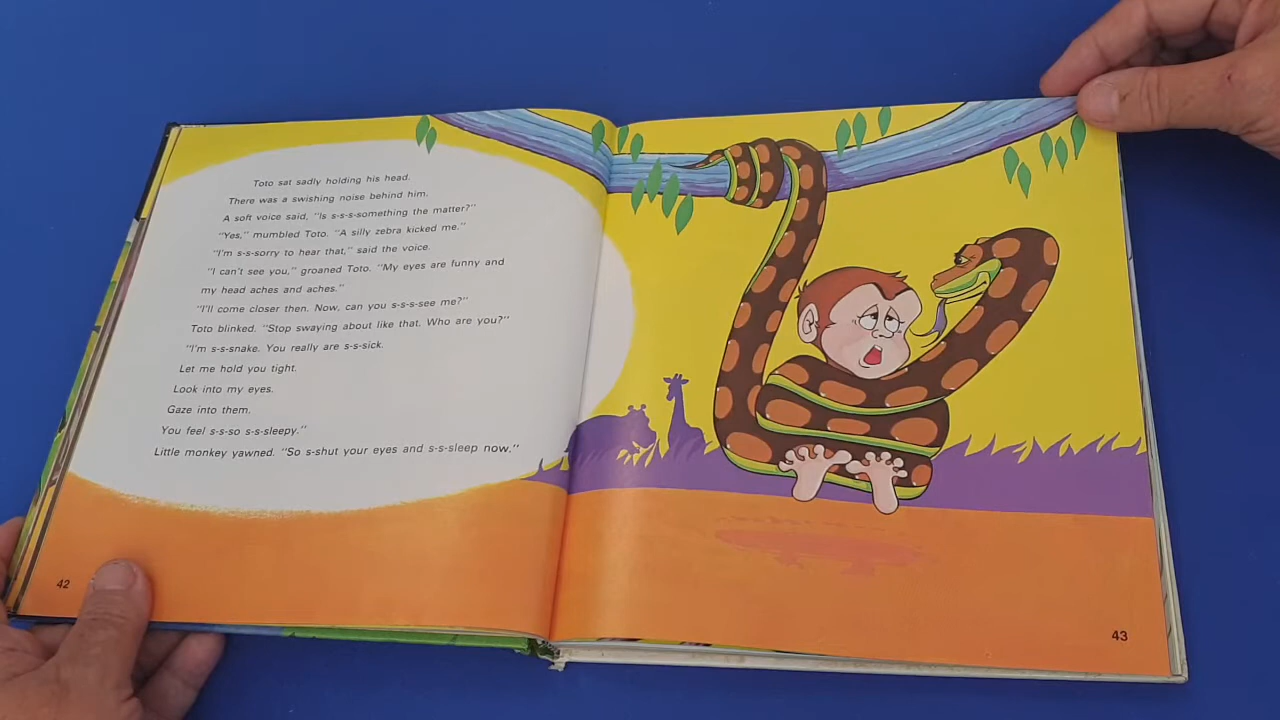 Toto sat sadly holding his head.
There was a swishing noise behind him.
A soft voice said, "Is s-s-s-something the matter?"
"Yes," mumbled Toto. "A silly zebra kicked me."
"I'm s-s-sorry to hear that," said the voice.
"I can't see you," groaned Toto. "My eyes are funny and
my head aches and aches."
"I'll come closer then. Now, can you s-s-s-see me?"
Toto blinked. "Stop swaying about like that. Who are you?"
"I'm s-s-snake. You really are s-s-sick.
Let me hold you tight.
Look into my eyes.
Gaze into them.
You feel s-s-so s-s-sleepy."
Little monkey yawned. "So s-shut your eyes and s-s-sleep now."
42
43